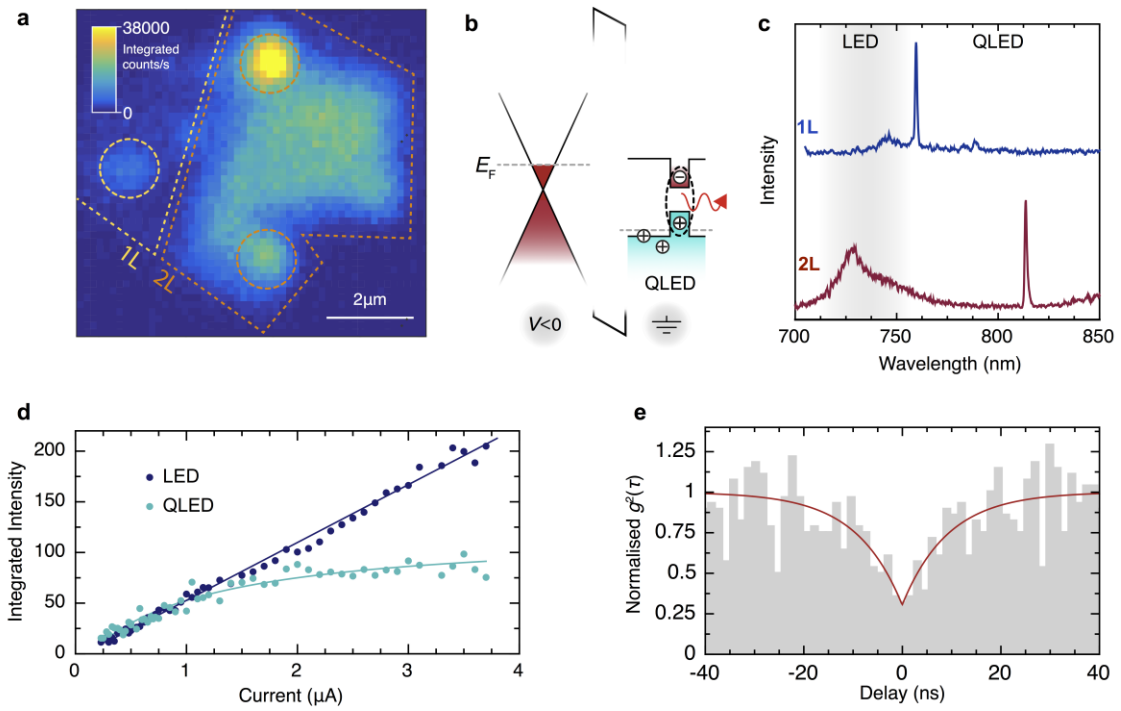 a
38000
Integrated
counts/s
0
1L
2L
2μm
b
E_F
QLED
V<0
c
LED
QLED
1L
2L
Intensity
700
750
800
850
Wavelength (nm)
d
200
150
100
50
0
LED
QLED
Integrated Intensity
0
1
2
3
4
Current (μA)
e
1.25
1
0.75
0.5
0.25
0
Normalised g²(τ)
-40
-20
0
20
40
Delay (ns)